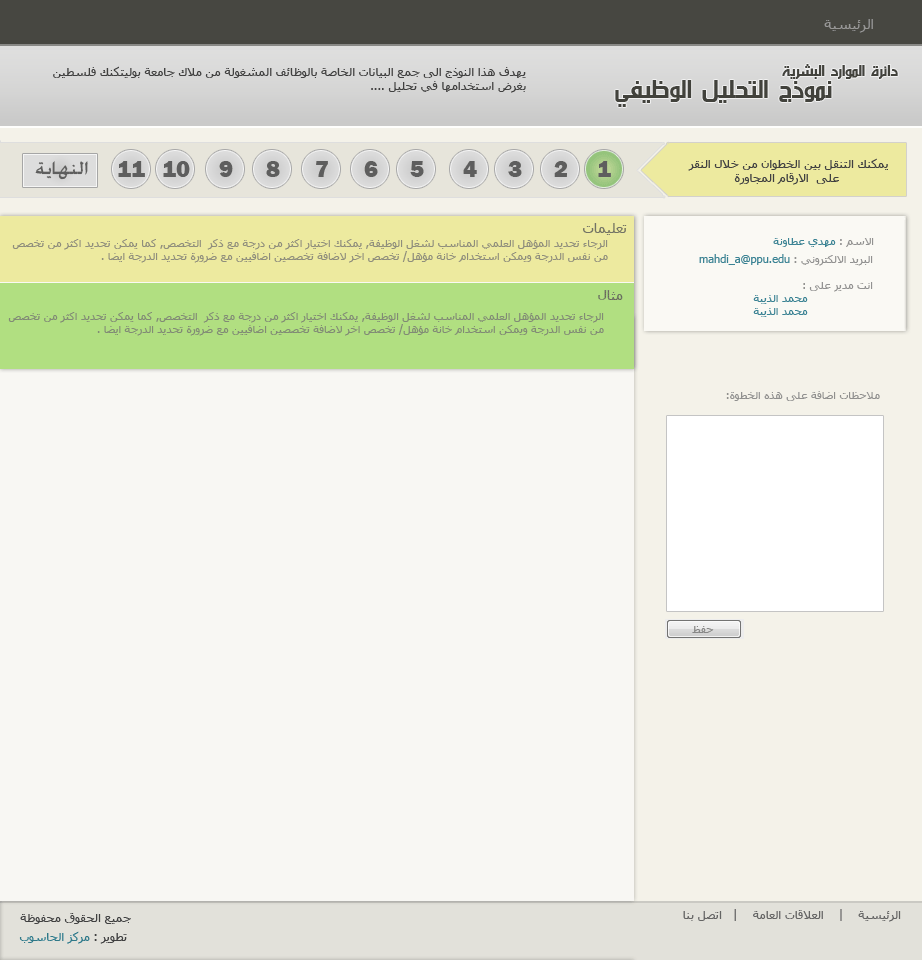 الرئيسية
دائرة الموارد البشرية
نموذج التحليل الوظيفي
يهدف هذا النوذج الى جمع البيانات الخاصة بالوظائف المشغولة من ملاك جامعة بوليتكنك فلسطين
بغرض استخدامها في تحليل ....
يمكنك التنقل بين الخطوات من خلال النقر
على الارقام المجاورة
1 2 3 4 5 6 7 8 9 10 11 النهاية
الاسم : مهدي عطاونة
البريد الالكتروني : mahdi_a@ppu.edu
انت مدير على :
محمد الذيبة
محمد الذيبة
تعليمات
الرجاء تحديد المؤهل العلمي المناسب لشغل الوظيفة, يمكنك اختيار اكثر من درجة مع ذكر التخصص, كما يمكن تحديد اكثر من تخصص
من نفس الدرجة ويمكن استخدام خانة مؤهل/ تخصص اخر لاضافة تخصصين اضافيين مع ضرورة تحديد الدرجة ايضا .
مثال
الرجاء تحديد المؤهل العلمي المناسب لشغل الوظيفة, يمكنك اختيار اكثر من درجة مع ذكر التخصص, كما يمكن تحديد اكثر من تخصص
من نفس الدرجة ويمكن استخدام خانة مؤهل/ تخصص اخر لاضافة تخصصين اضافيين مع ضرورة تحديد الدرجة ايضا .
ملاحظات اضافة على هذه الخطوة:
حفظ
الرئيسية | العلاقات العامة | اتصل بنا
جميع الحقوق محفوظة
تطوير : مركز الحاسوب